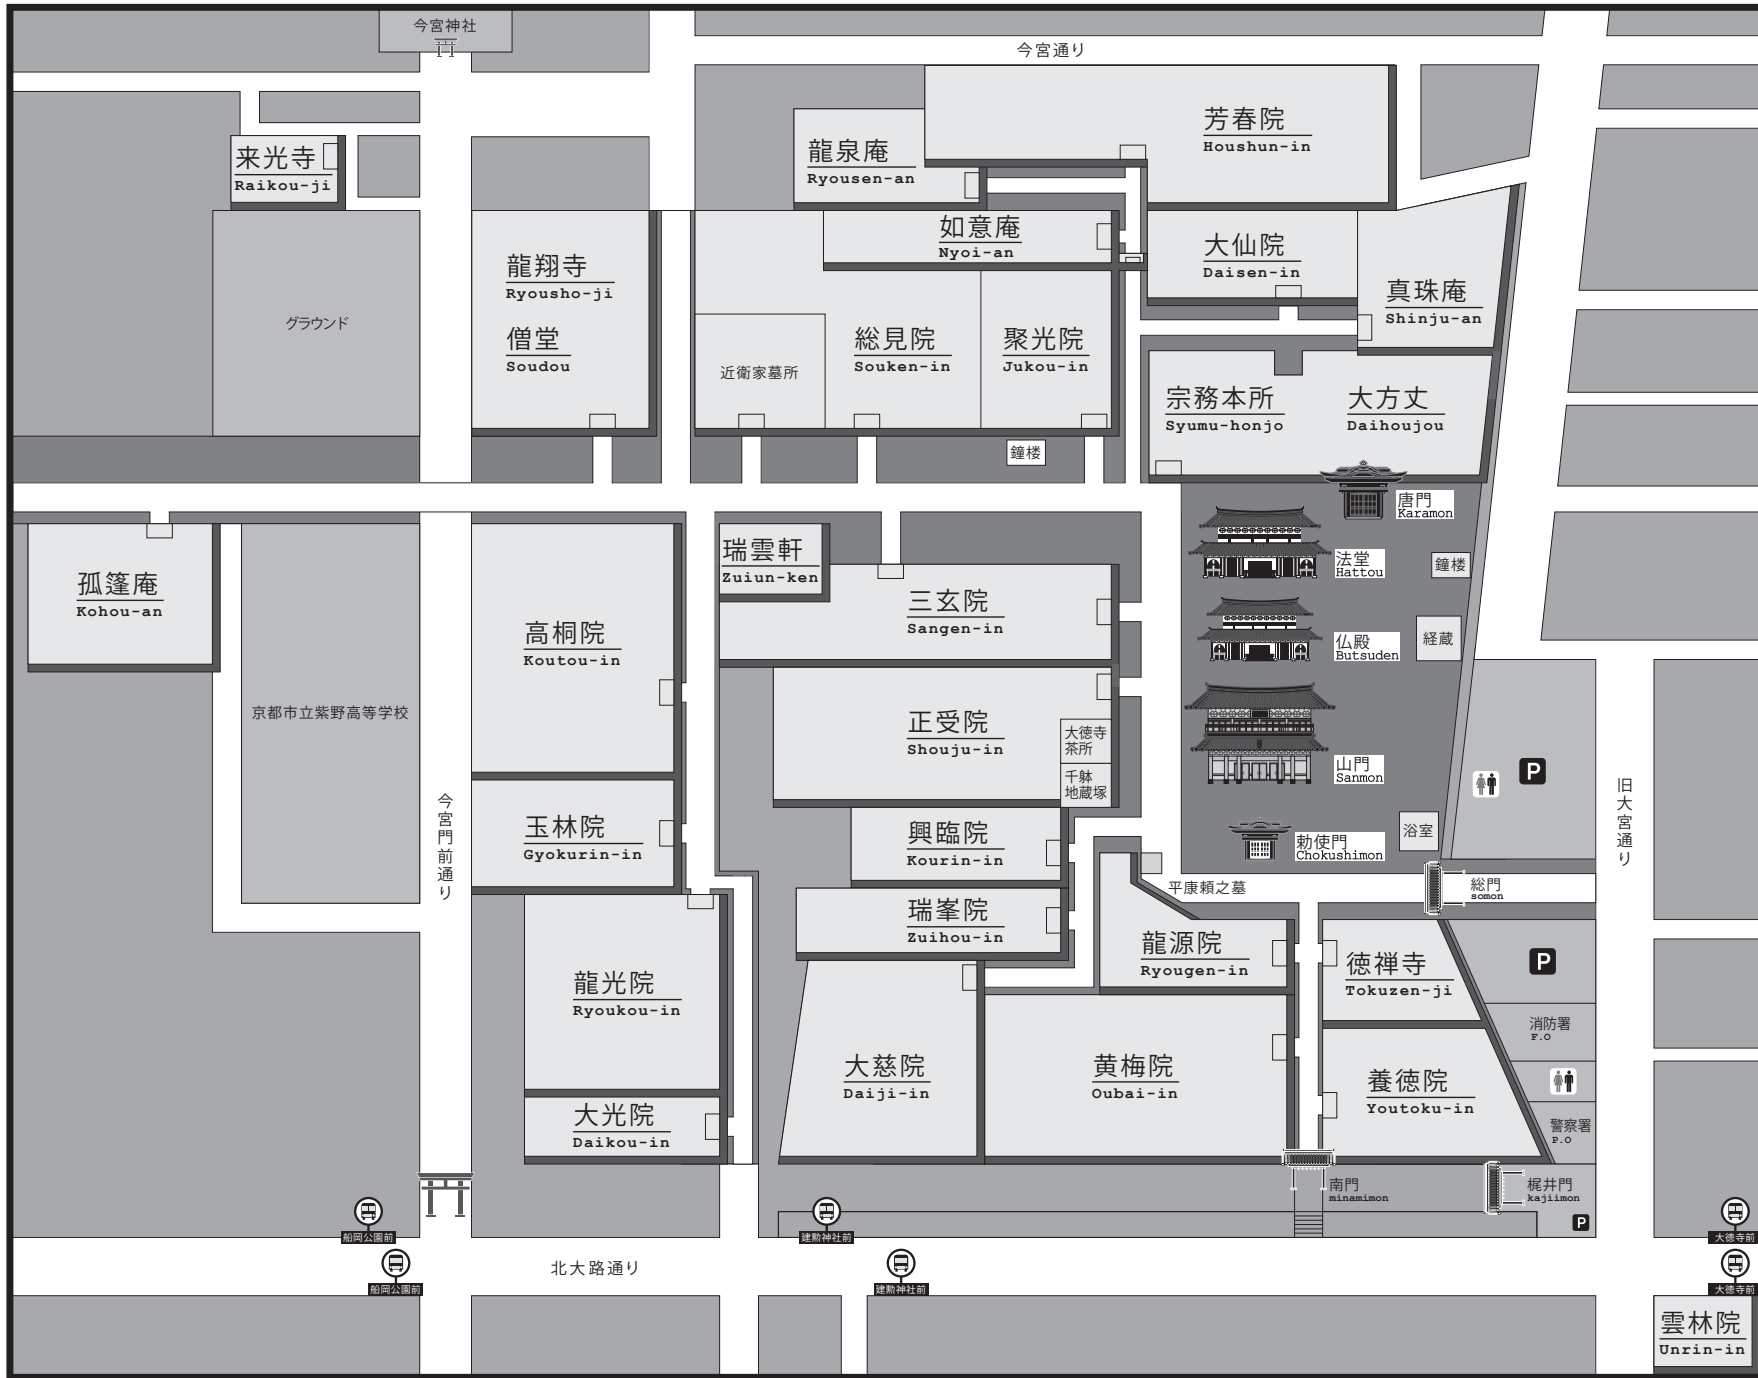 今宮神社
今宮通り
芳春院
Houshun-in
龍泉庵
Ryousen-an
来光寺
Raikou-ji
如意庵
Nyoi-an
大仙院
Daisen-in
龍翔寺
Ryousho-ji
僧堂
Soudou
真珠庵
Shinju-an
グラウンド
近衛家墓所
総見院
Souken-in
聚光院
Jukou-in
宗務本所
Syumu-honjo
大方丈
Daihoujou
鐘楼
唐門
Karamon
法堂
Hattou
鐘楼
瑞雲軒
Zuiun-ken
孤篷庵
Kohou-an
三玄院
Sangen-in
高桐院
Koutou-in
仏殿
Butsuden
経蔵
京都市立紫野高等学校
正受院
Shouju-in
大徳寺
茶所
千躰
地蔵塚
山門
Sanmon
P
旧大宮通り
今宮門前通り
玉林院
Gyokurin-in
興臨院
Kourin-in
勅使門
Chokushimon
浴室
平康頼之墓
総門
somon
瑞峯院
Zuihou-in
龍源院
Ryougen-in
徳禅寺
Tokuzen-ji
P
龍光院
Ryoukou-in
消防署
F.O
大慈院
Daiji-in
黄梅院
Oubai-in
養徳院
Youtoku-in
大光院
Daikou-in
警察署
P.O
南門
minamimon
梶井門
kajiimon
P
船岡公園前
建勲神社前
大徳寺前
船岡公園前
北大路通り
建勲神社前
大徳寺前
雲林院
Unrin-in